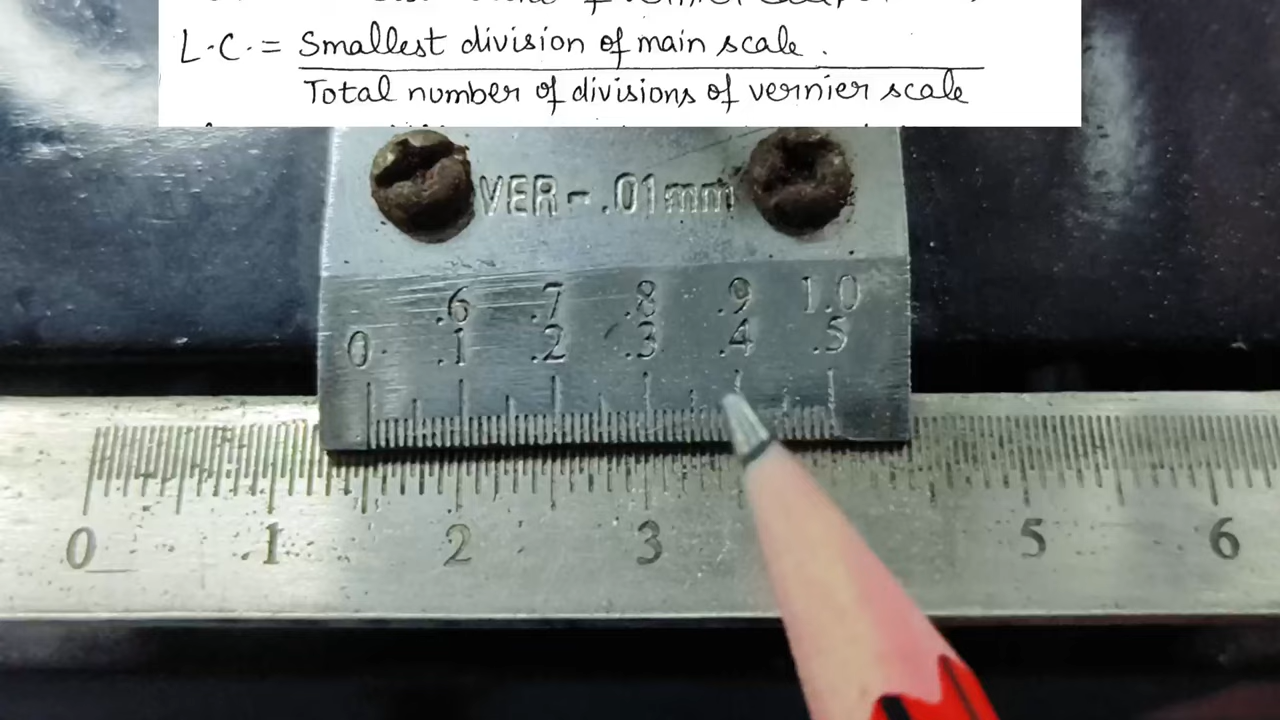 L.C. = Smallest division of main scale.
Total number of divisions of vernier scale
VER - .01mm
.6 .7 .8 .9 1.0
0 .1 .2 .3 .4 .5
0 1 2 3 5 6